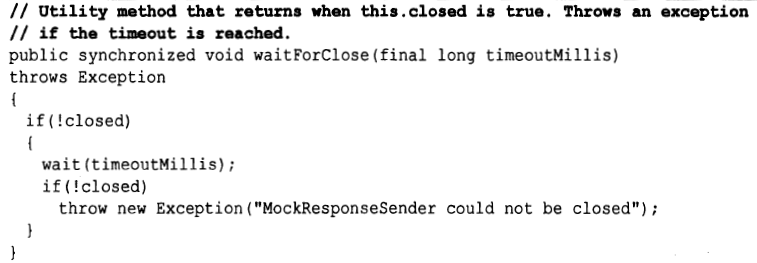 // Utility method that returns when this.closed is true. Throws an exception
// if the timeout is reached.
public synchronized void waitForClose(final long timeoutMillis)
throws Exception
{
  if(!closed)
  {
    wait(timeoutMillis);
    if(!closed)
      throw new Exception("MockResponseSender could not be closed");
  }
}